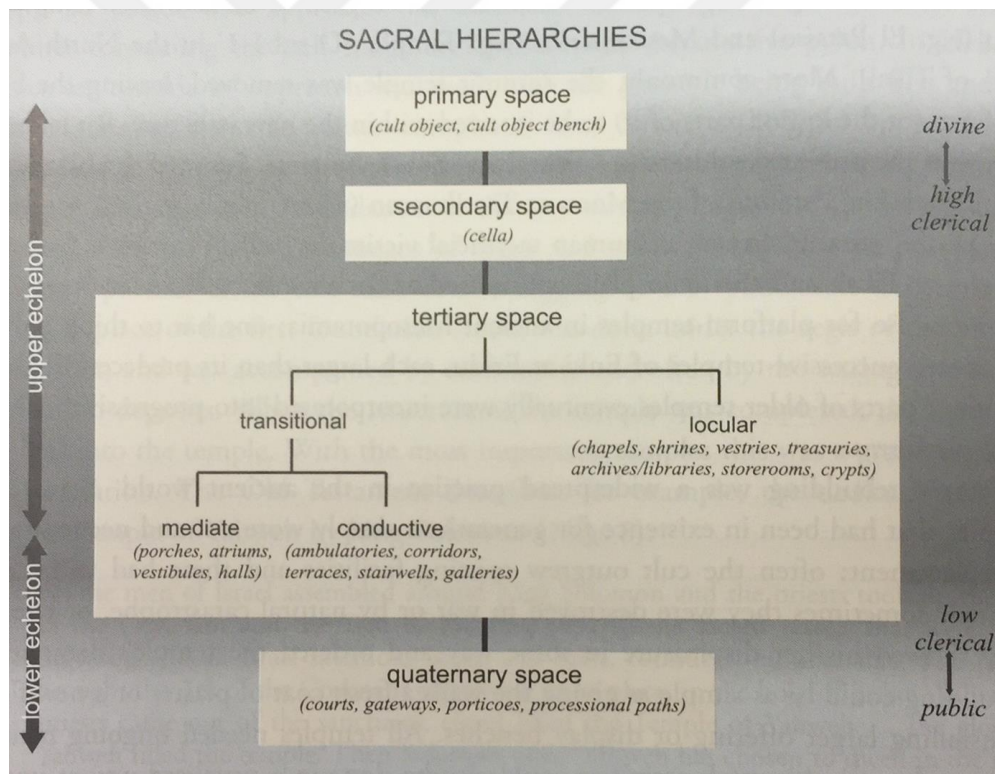 SACRAL HIERARCHIES
primary space
(cult object, cult object bench)
secondary space
(cella)
tertiary space
transitional
locular
(chapels, shrines, vestries, treasuries,
archives/libraries, storerooms, crypts)
mediate
(porches, atriums,
vestibules, halls)
conductive
(ambulatories, corridors,
terraces, stairwells, galleries)
quaternary space
(courts, gateways, porticoes, processional paths)
upper echelon
lower echelon
divine
high
clerical
low
clerical
public